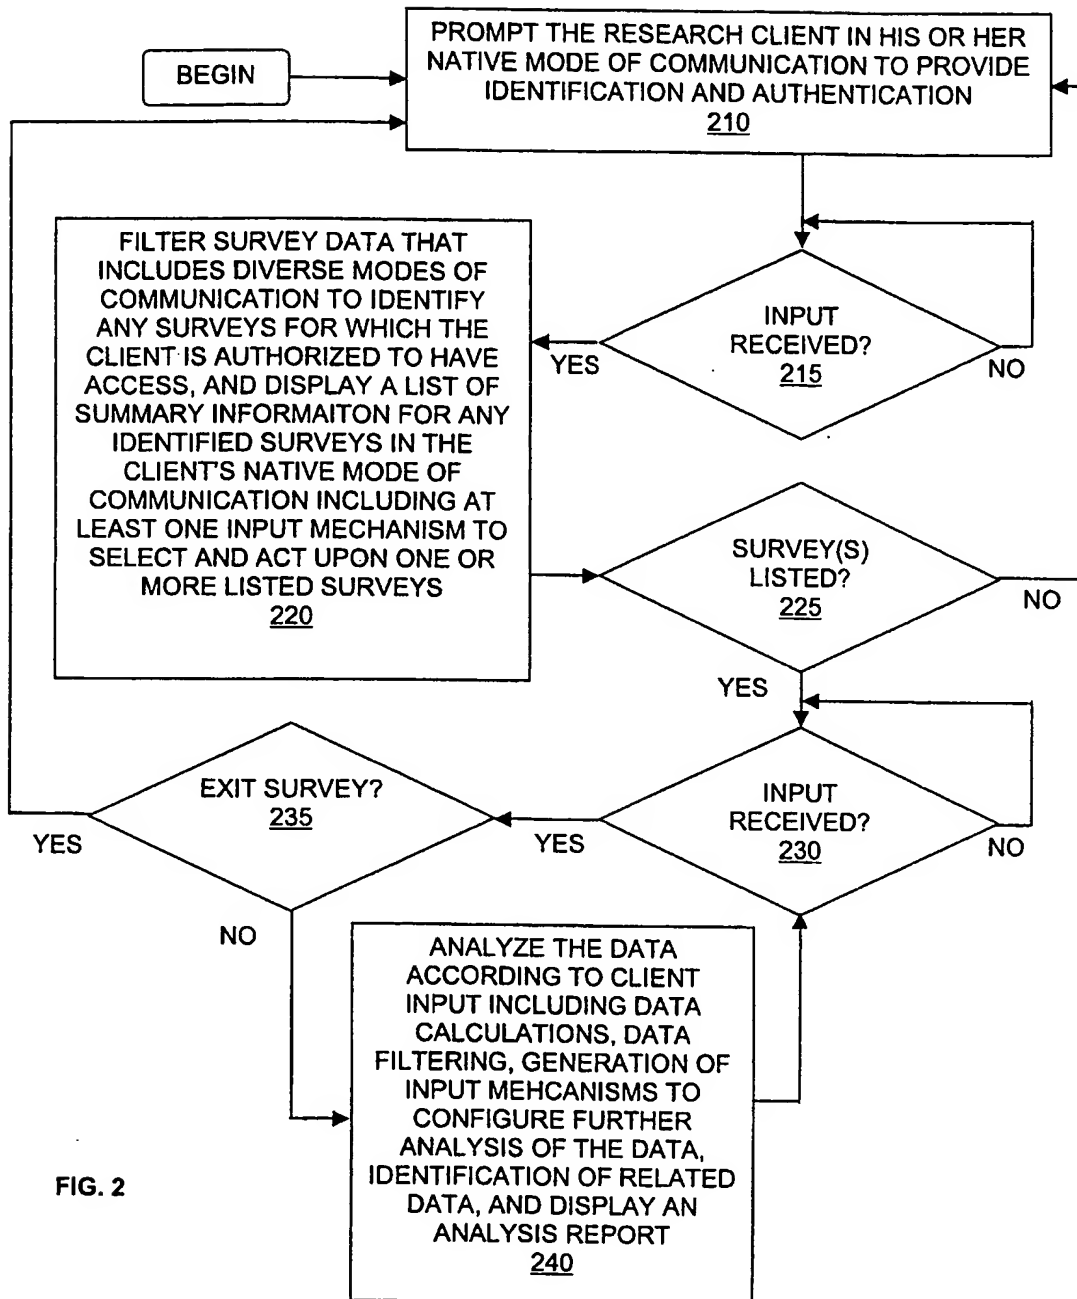 BEGIN
PROMPT THE RESEARCH CLIENT IN HIS OR HER
NATIVE MODE OF COMMUNICATION TO PROVIDE
IDENTIFICATION AND AUTHENTICATION
210
INPUT
RECEIVED?
215
YES
NO
FILTER SURVEY DATA THAT
INCLUDES DIVERSE MODES OF
COMMUNICATION TO IDENTIFY
ANY SURVEYS FOR WHICH THE
CLIENT IS AUTHORIZED TO HAVE
ACCESS, AND DISPLAY A LIST OF
SUMMARY INFORMAITON FOR ANY
IDENTIFIED SURVEYS IN THE
CLIENT'S NATIVE MODE OF
COMMUNICATION INCLUDING AT
LEAST ONE INPUT MECHANISM TO
SELECT AND ACT UPON ONE OR
MORE LISTED SURVEYS
220
SURVEY(S)
LISTED?
225
NO
YES
INPUT
RECEIVED?
230
YES
NO
EXIT SURVEY?
235
YES
NO
ANALYZE THE DATA
ACCORDING TO CLIENT
INPUT INCLUDING DATA
CALCULATIONS, DATA
FILTERING, GENERATION OF
INPUT MEHCANISMS TO
CONFIGURE FURTHER
ANALYSIS OF THE DATA,
IDENTIFICATION OF RELATED
DATA, AND DISPLAY AN
ANALYSIS REPORT
240
FIG. 2